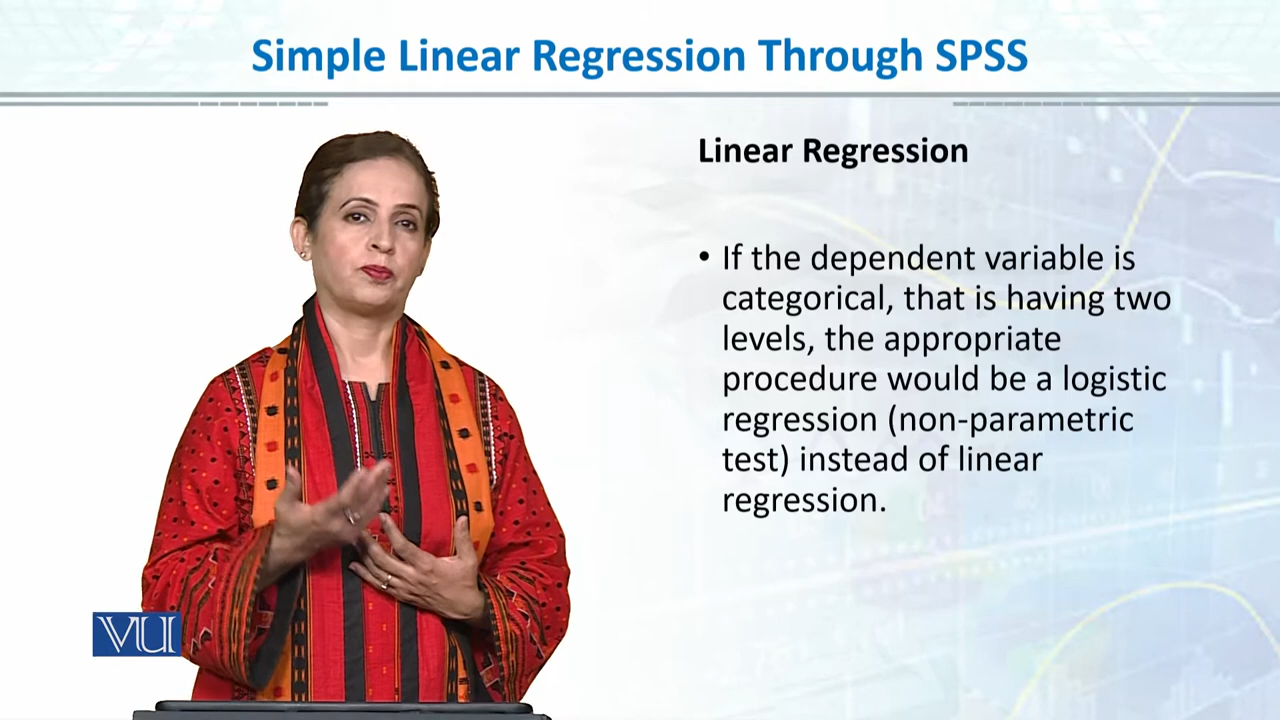 Simple Linear Regression Through SPSS
Linear Regression
• If the dependent variable is
categorical, that is having two
levels, the appropriate
procedure would be a logistic
regression (non-parametric
test) instead of linear
regression.
VU